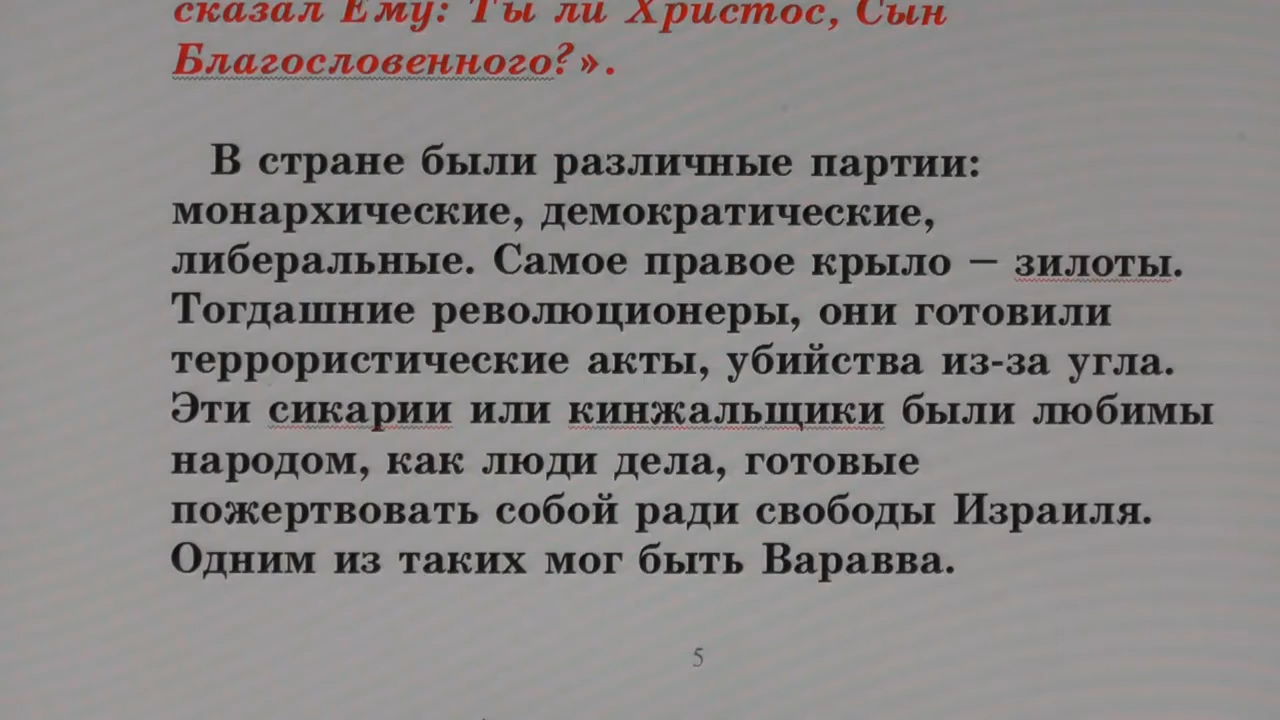 сказал Ему: Ты ли Христос, Сын
Благословенного?».
В стране были различные партии:
монархические, демократические,
либеральные. Самое правое крыло – зилоты.
Тогдашние революционеры, они готовили
террористические акты, убийства из-за угла.
Эти сикарии или кинжальщики были любимы
народом, как люди дела, готовые
пожертвовать собой ради свободы Израиля.
Одним из таких мог быть Варавва.
5